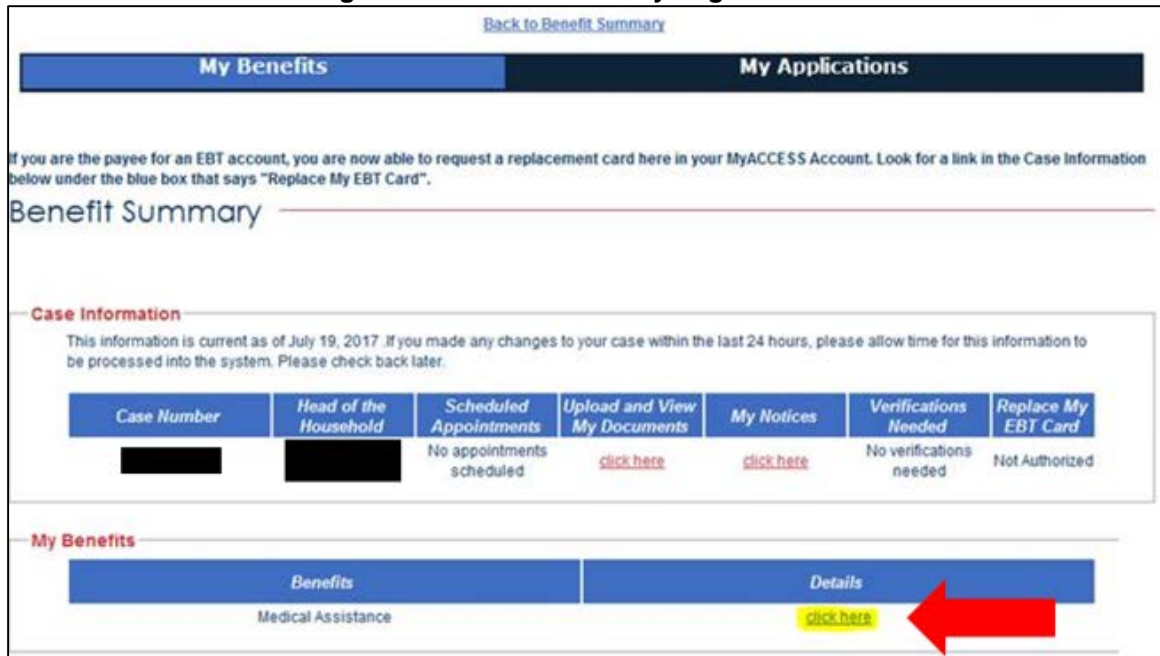 Back to Benefit Summary
My Benefits My Applications
If you are the payee for an EBT account, you are now able to request a replacement card here in your MyACCESS Account. Look for a link in the Case Information
below under the blue box that says "Replace My EBT Card".
Benefit Summary
Case Information
This information is current as of July 19, 2017 .If you made any changes to your case within the last 24 hours, please allow time for this information to
be processed into the system. Please check back later.
Case Number Head of the Household Scheduled Appointments Upload and View My Documents My Notices Verifications Needed Replace My EBT Card
No appointments scheduled click here click here No verifications needed Not Authorized
My Benefits
Benefits Details
Medical Assistance click here